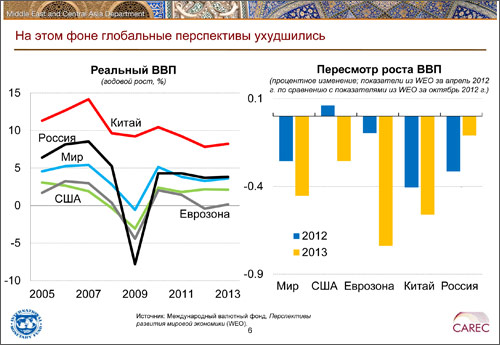 Middle East and Central Asia Department
На этом фоне глобальные перспективы ухудшились
Реальный ВВП
(годовой рост, %)
15
10
5
0
-5
-10
Китай
Россия
Мир
США
Еврозона
2005 2007 2009 2011 2013
Пересмотр роста ВВП
(процентное изменение; показатели из WEO за апрель 2012
г. по сравнению с показателями из WEO за октябрь 2012 г.)
0.1
-0.4
-0.9
2012
2013
Мир США Еврозона Китай Россия
Источник: Международный валютный фонд, Перспективы
развития мировой экономики (WEO).
6
CAREC